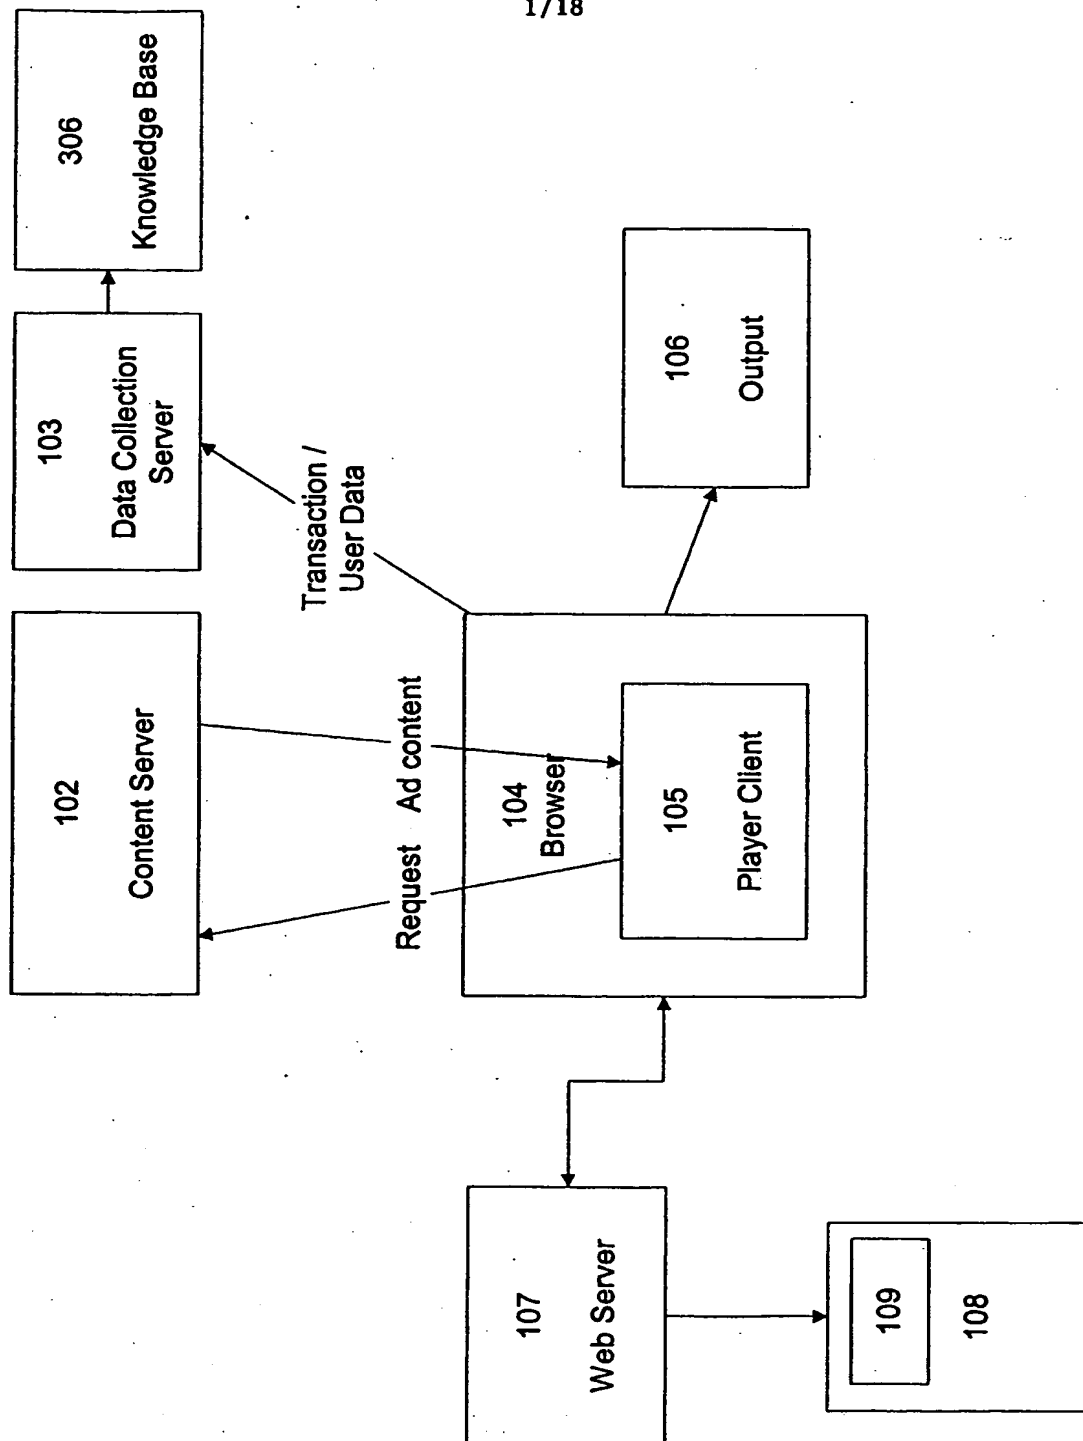 1/18
306
Knowledge Base
103
Data Collection
Server
102
Content Server
Transaction /
User Data
Request
Ad content
104
Browser
105
Player Client
106
Output
107
Web Server
109
108